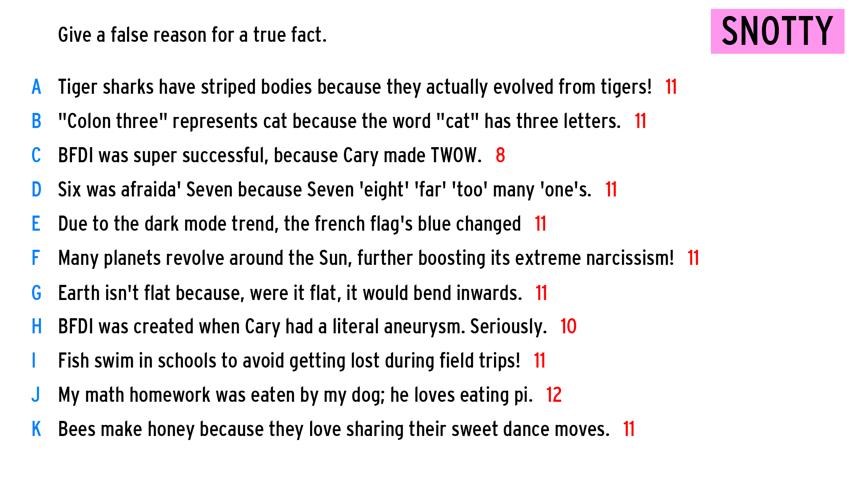 Give a false reason for a true fact.
SNOTTY
A Tiger sharks have striped bodies because they actually evolved from tigers! 11
B "Colon three" represents cat because the word "cat" has three letters. 11
C BFDI was super successful, because Cary made TWOW. 8
D Six was afraida' Seven because Seven 'eight' 'far' 'too' many 'one's. 11
E Due to the dark mode trend, the french flag's blue changed 11
F Many planets revolve around the Sun, further boosting its extreme narcissism! 11
G Earth isn't flat because, were it flat, it would bend inwards. 11
H BFDI was created when Cary had a literal aneurysm. Seriously. 10
I Fish swim in schools to avoid getting lost during field trips! 11
J My math homework was eaten by my dog; he loves eating pi. 12
K Bees make honey because they love sharing their sweet dance moves. 11